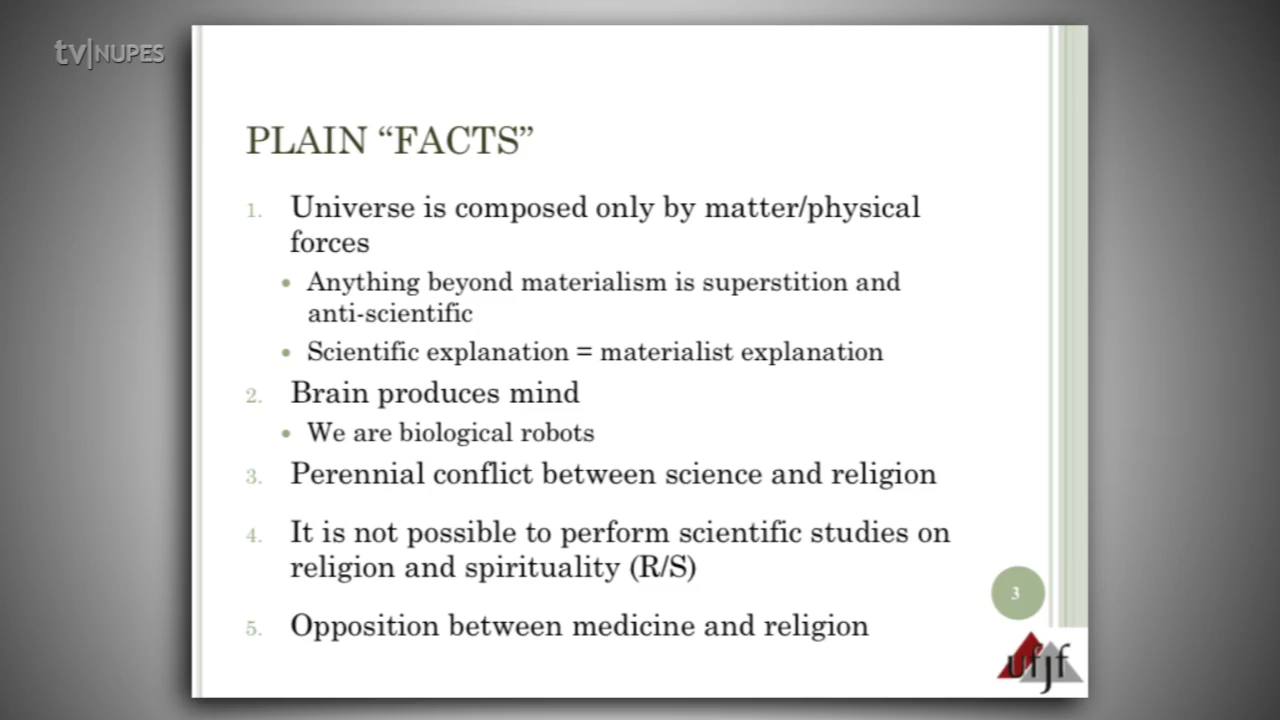 tv|NUPES
PLAIN “FACTS”
1. Universe is composed only by matter/physical
forces
• Anything beyond materialism is superstition and
anti-scientific
• Scientific explanation = materialist explanation
2. Brain produces mind
• We are biological robots
3. Perennial conflict between science and religion
4. It is not possible to perform scientific studies on
religion and spirituality (R/S)
5. Opposition between medicine and religion
3
ufjf